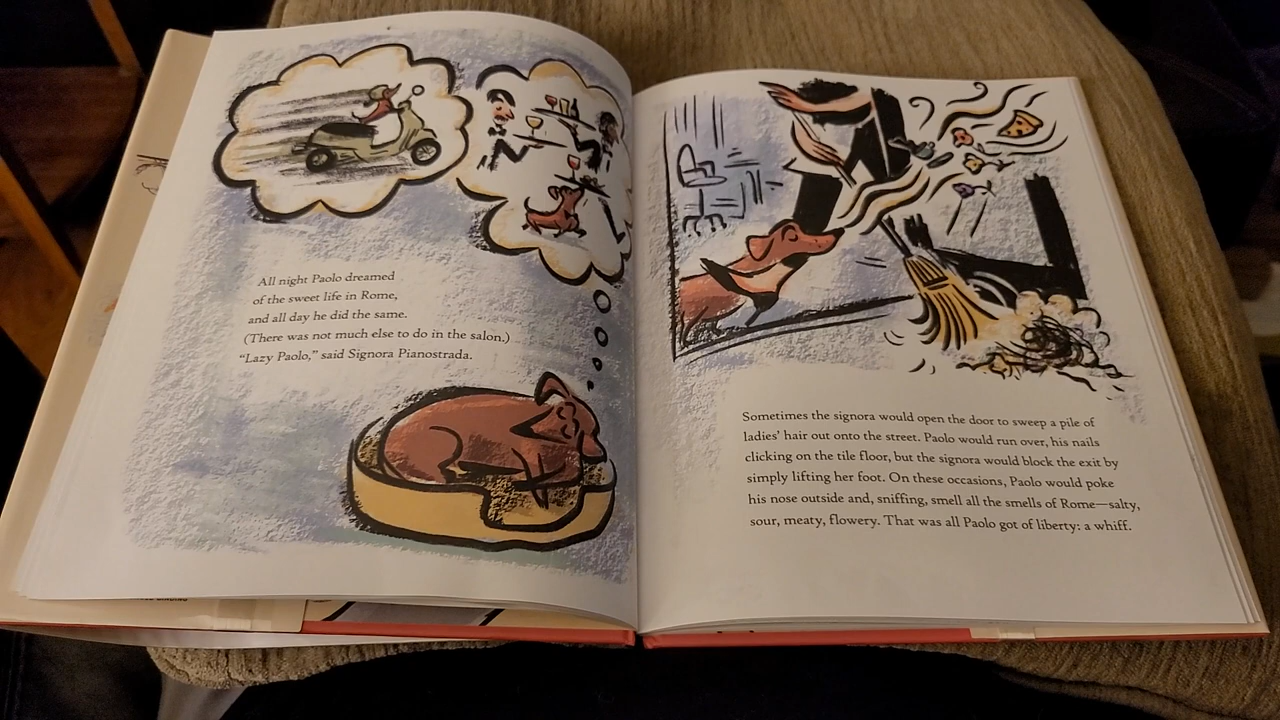 All night Paolo dreamed
of the sweet life in Rome,
and all day he did the same.
(There was not much else to do in the salon.)
“Lazy Paolo,” said Signora Pianostrada.
Sometimes the signora would open the door to sweep a pile of
ladies’ hair out onto the street. Paolo would run over, his nails
clicking on the tile floor, but the signora would block the exit by
simply lifting her foot. On these occasions, Paolo would poke
his nose outside and, sniffing, smell all the smells of Rome—salty,
sour, meaty, flowery. That was all Paolo got of liberty: a whiff.